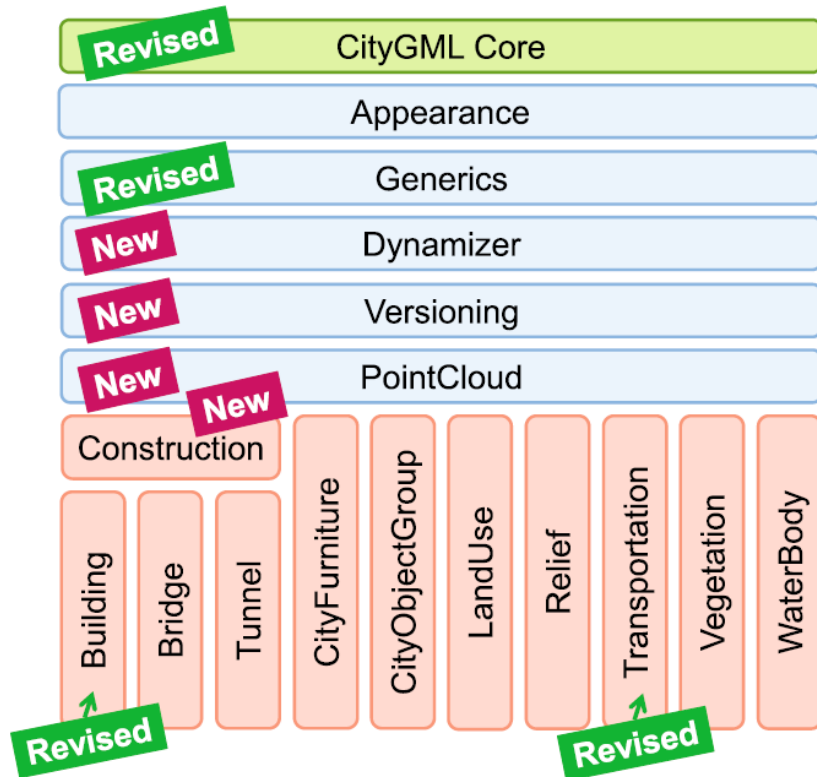 Revised
CityGML Core
Appearance
Revised
Generics
New
Dynamizer
New
Versioning
New
PointCloud
New
Construction
Building
Bridge
Tunnel
CityFurniture
CityObjectGroup
LandUse
Relief
Transportation
Vegetation
WaterBody
Revised
Revised